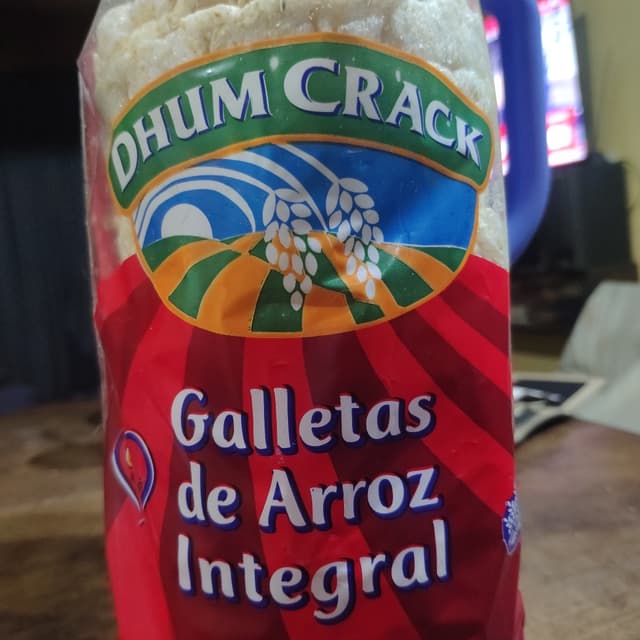 DHUM CRACK
Galletas
de Arroz
Integral